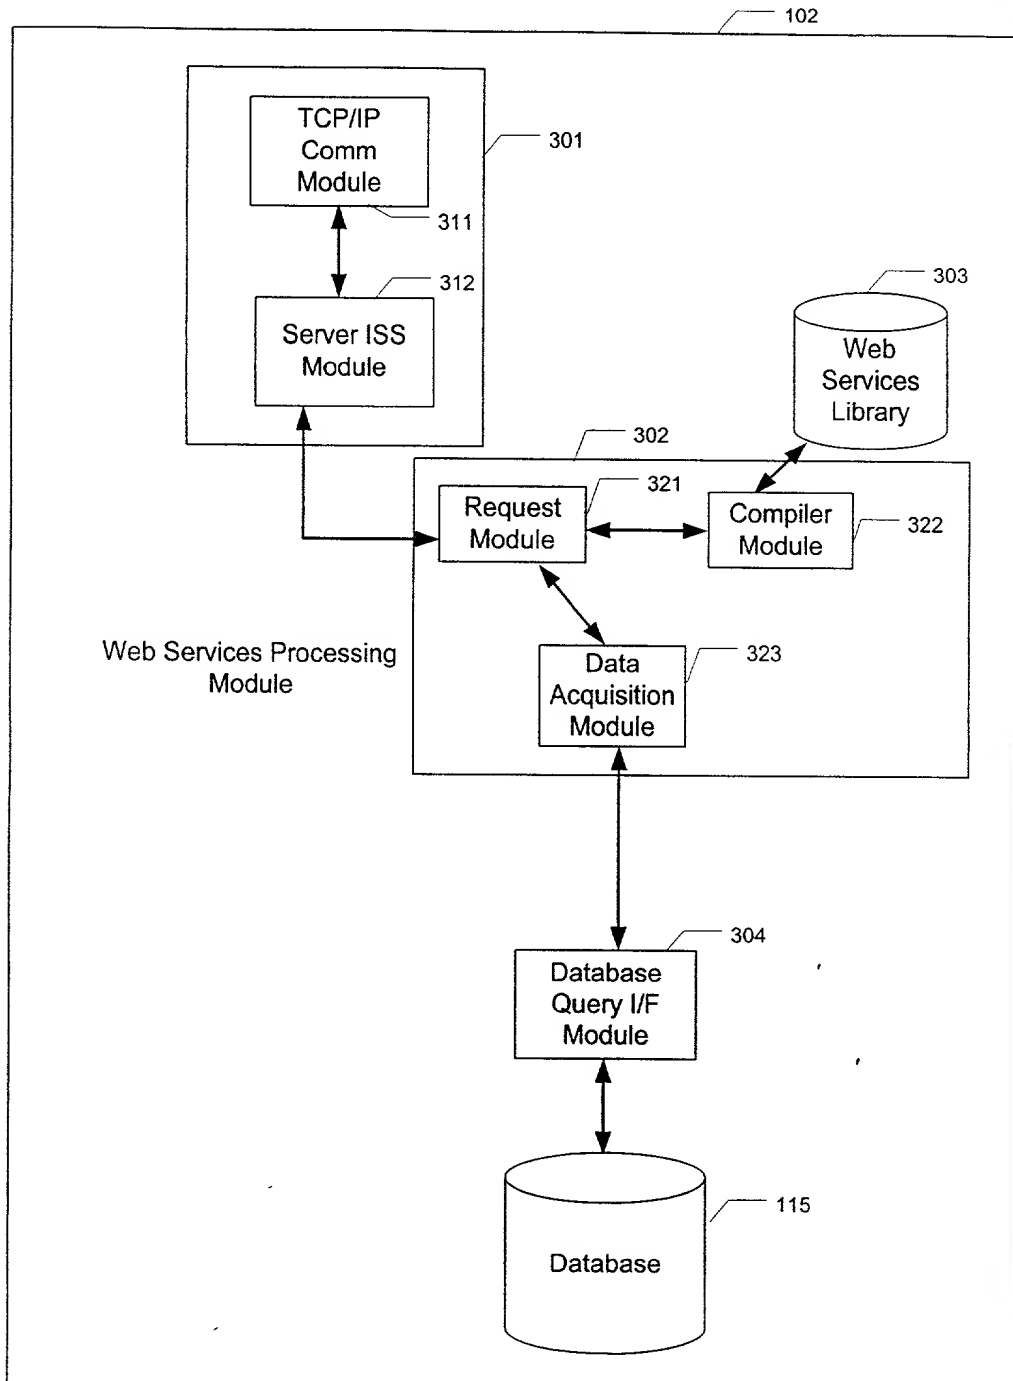 102
TCP/IP
Comm
Module
301
311
312
Server ISS
Module
303
Web
Services
Library
302
Request
Module
321
Compiler
Module
322
Web Services Processing
Module
Data
Acquisition
Module
323
304
Database
Query I/F
Module
115
Database